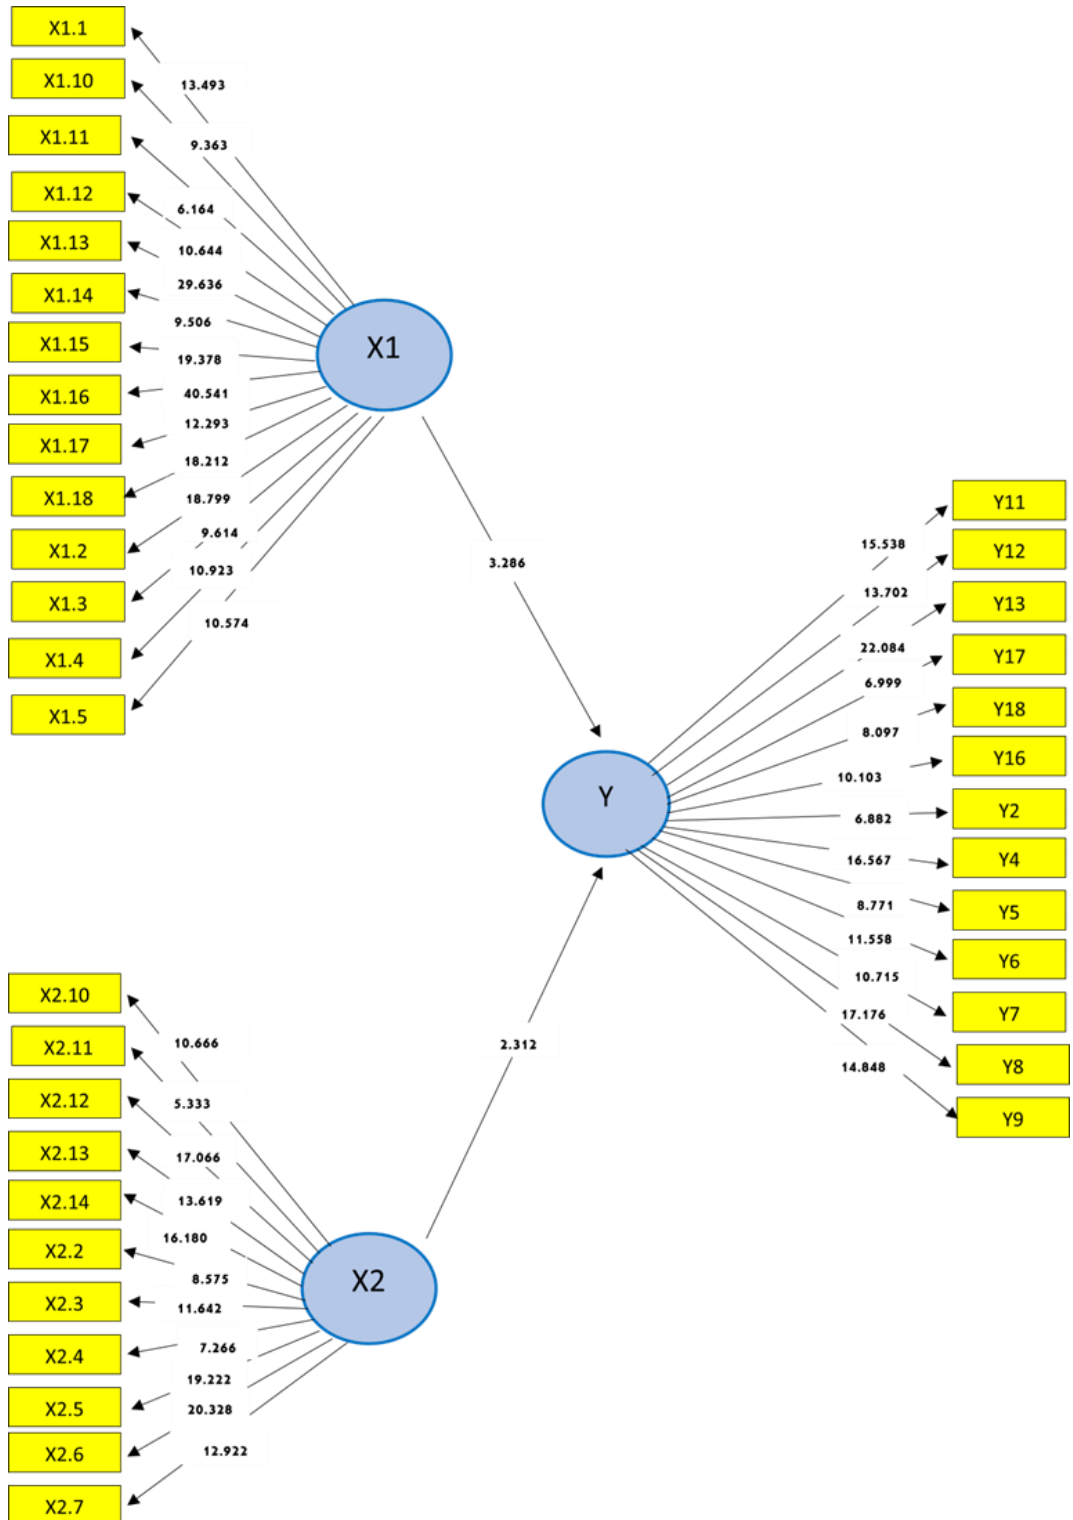 X1.1
X1.10
X1.11
X1.12
X1.13
X1.14
X1.15
X1.16
X1.17
X1.18
X1.2
X1.3
X1.4
X1.5
13.493
9.363
6.164
10.644
29.636
9.506
19.378
40.541
12.293
18.212
18.799
9.614
10.923
10.574
X1
3.286
Y
2.312
15.538
13.702
22.084
6.999
8.097
10.103
6.882
16.567
8.771
11.558
10.715
17.176
14.848
Y11
Y12
Y13
Y17
Y18
Y16
Y2
Y4
Y5
Y6
Y7
Y8
Y9
X2.10
X2.11
X2.12
X2.13
X2.14
X2.2
X2.3
X2.4
X2.5
X2.6
X2.7
10.666
5.333
17.066
13.619
16.180
8.575
11.642
7.266
19.222
20.328
12.922
X2